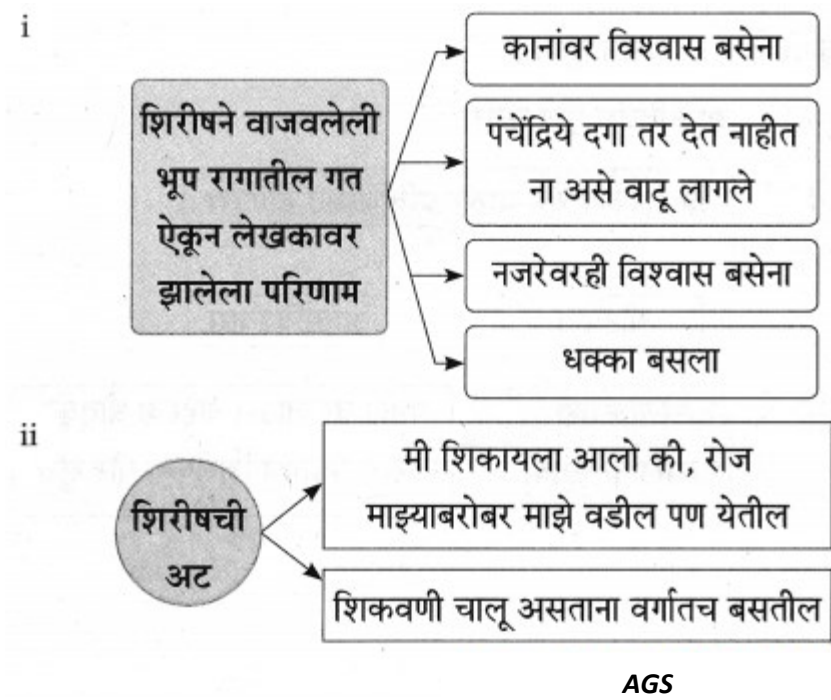 i
शिरीषने वाजवलेली
भूप रागातील गत
ऐकून लेखकावर
झालेला परिणाम
कानांवर विश्वास बसेना
पंचेंद्रिये दगा तर देत नाहीत
ना असे वाटू लागले
नजरेवरही विश्वास बसेना
धक्का बसला
ii
शिरीषची
अट
मी शिकायला आलो की, रोज
माझ्याबरोबर माझे वडील पण येतील
शिकवणी चालू असताना वर्गातच बसतील
AGS